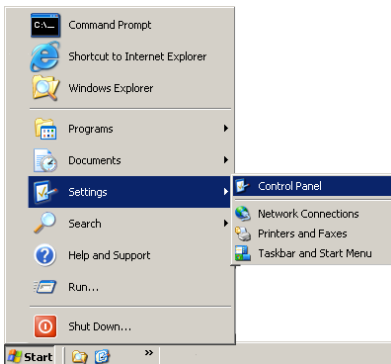 Command Prompt
Shortcut to Internet Explorer
Windows Explorer
Programs
Documents
Settings
Control Panel
Network Connections
Printers and Faxes
Taskbar and Start Menu
Search
Help and Support
Run...
Shut Down...
Start
»